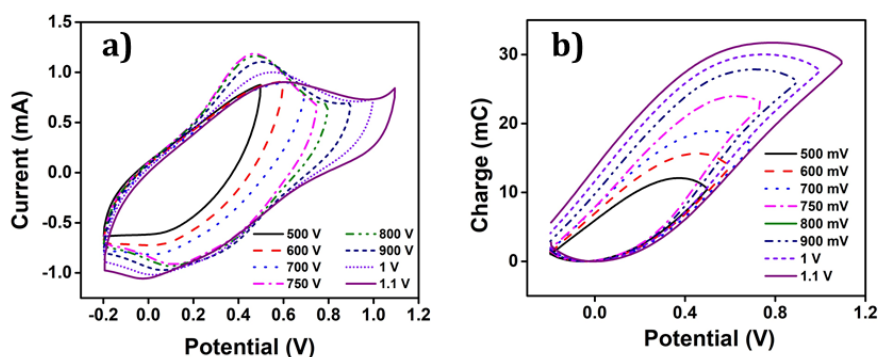 a)
Current (mA)
1.5
1.0
0.5
0.0
-0.5
-1.0
500 V
600 V
700 V
750 V
800 V
900 V
1 V
1.1 V
-0.2 0.0 0.2 0.4 0.6 0.8 1.0 1.2
Potential (V)
b)
Charge (mC)
30
20
10
0
500 mV
600 mV
700 mV
750 mV
800 mV
900 mV
1 V
1.1 V
0.0 0.4 0.8 1.2
Potential (V)